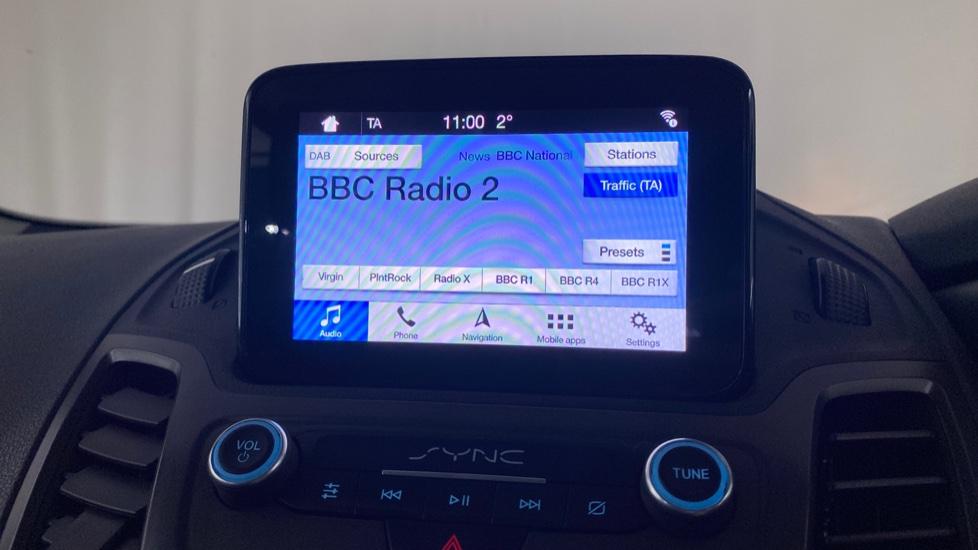 TA 11:00 2°
DAB Sources News BBC National Stations
BBC Radio 2 Traffic (TA)
Presets
Virgin PlntRock Radio X BBC R1 BBC R4 BBC R1X
Audio Phone Navigation Mobile apps Settings
VOL SYNC TUNE